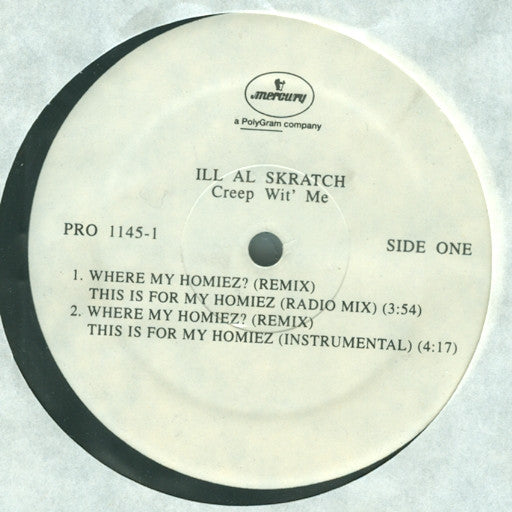 mercury
a PolyGram company
ILL AL SKRATCH
Creep Wit' Me
PRO 1145-1
SIDE ONE
1. WHERE MY HOMIEZ? (REMIX)
THIS IS FOR MY HOMIEZ (RADIO MIX) (3:54)
2. WHERE MY HOMIEZ? (REMIX)
THIS IS FOR MY HOMIEZ (INSTRUMENTAL) (4:17)